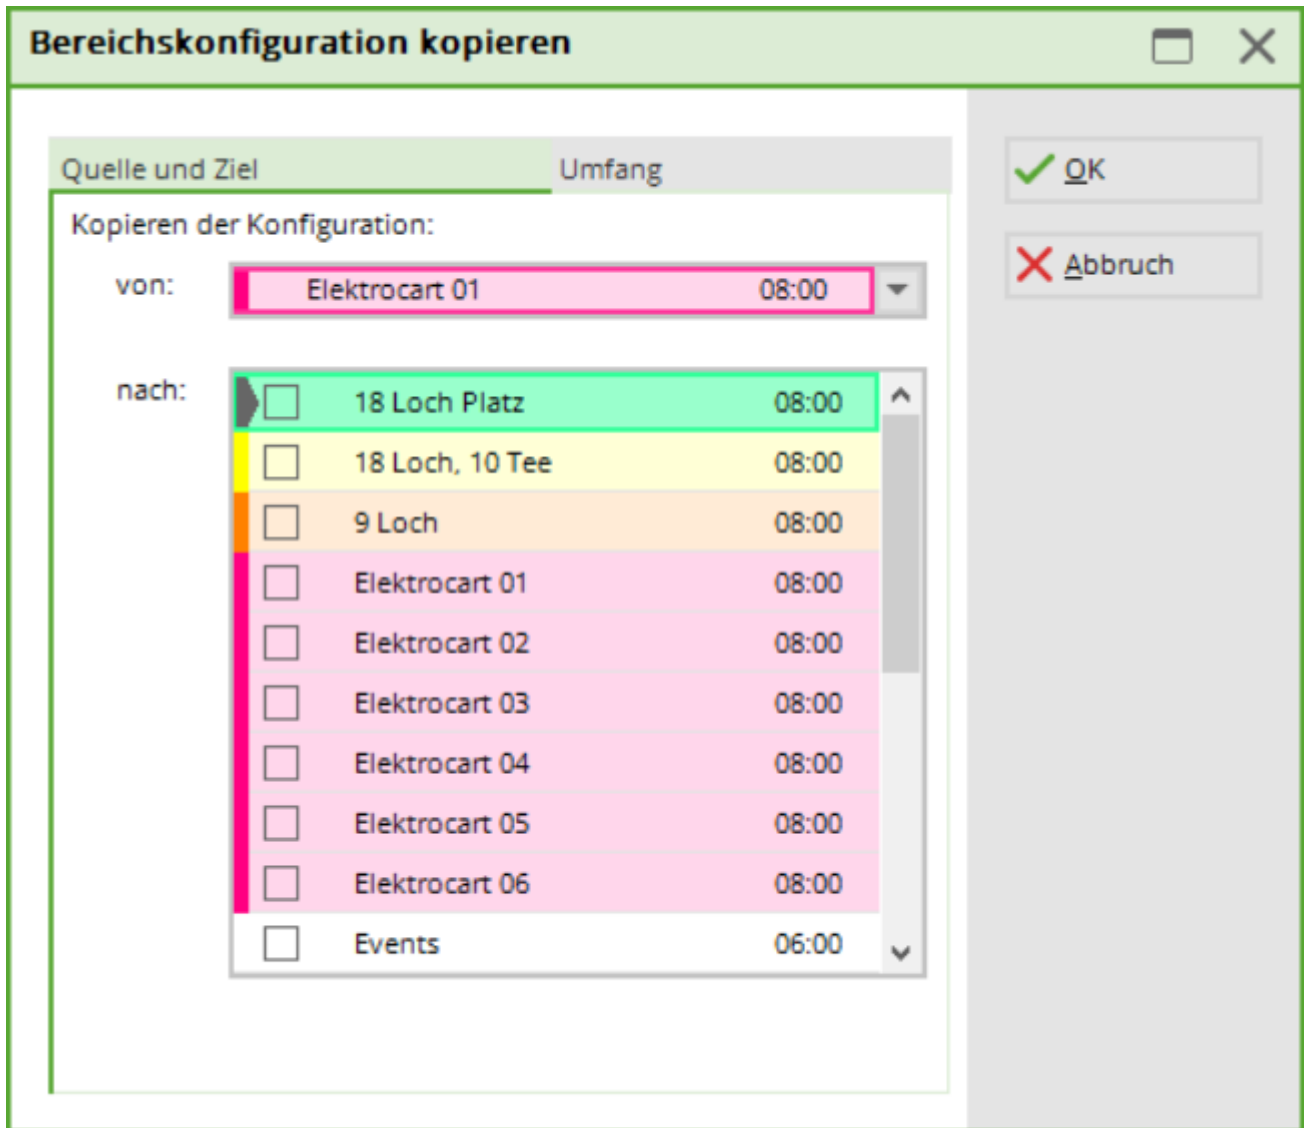 Bereichskonfiguration kopieren
Quelle und Ziel Umfang
OK
Kopieren der Konfiguration:
von: Elektrocart 01 08:00
Abbruch
nach: 18 Loch Platz 08:00
18 Loch, 10 Tee 08:00
9 Loch 08:00
Elektrocart 01 08:00
Elektrocart 02 08:00
Elektrocart 03 08:00
Elektrocart 04 08:00
Elektrocart 05 08:00
Elektrocart 06 08:00
Events 06:00